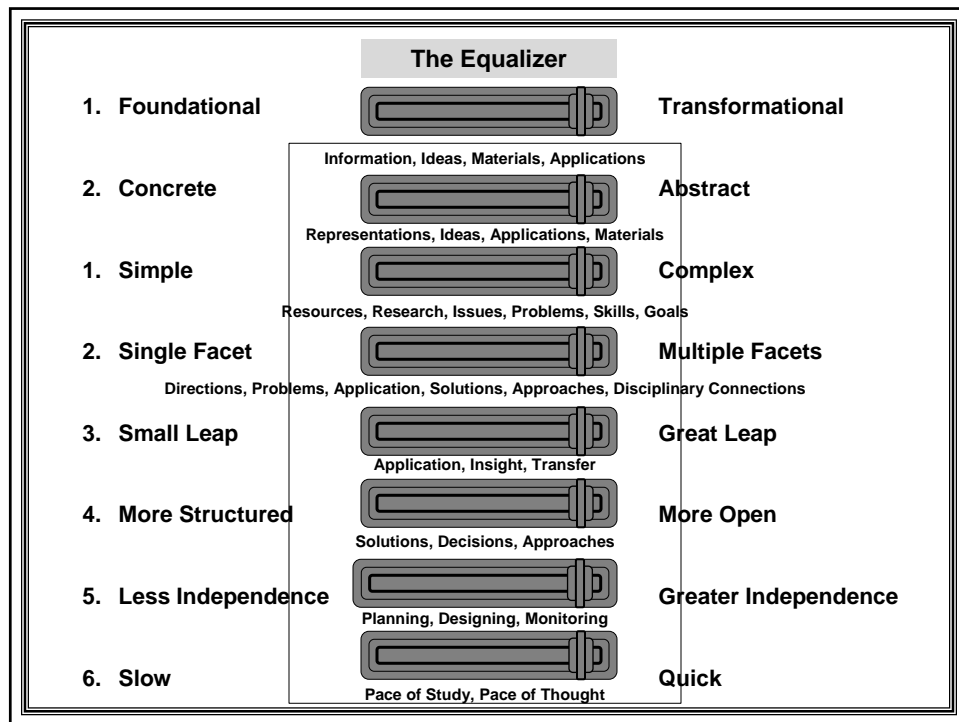 The Equalizer
1. Foundational Transformational
Information, Ideas, Materials, Applications
2. Concrete Abstract
Representations, Ideas, Applications, Materials
1. Simple Complex
Resources, Research, Issues, Problems, Skills, Goals
2. Single Facet Multiple Facets
Directions, Problems, Application, Solutions, Approaches, Disciplinary Connections
3. Small Leap Great Leap
Application, Insight, Transfer
4. More Structured More Open
Solutions, Decisions, Approaches
5. Less Independence Greater Independence
Planning, Designing, Monitoring
6. Slow Quick
Pace of Study, Pace of Thought